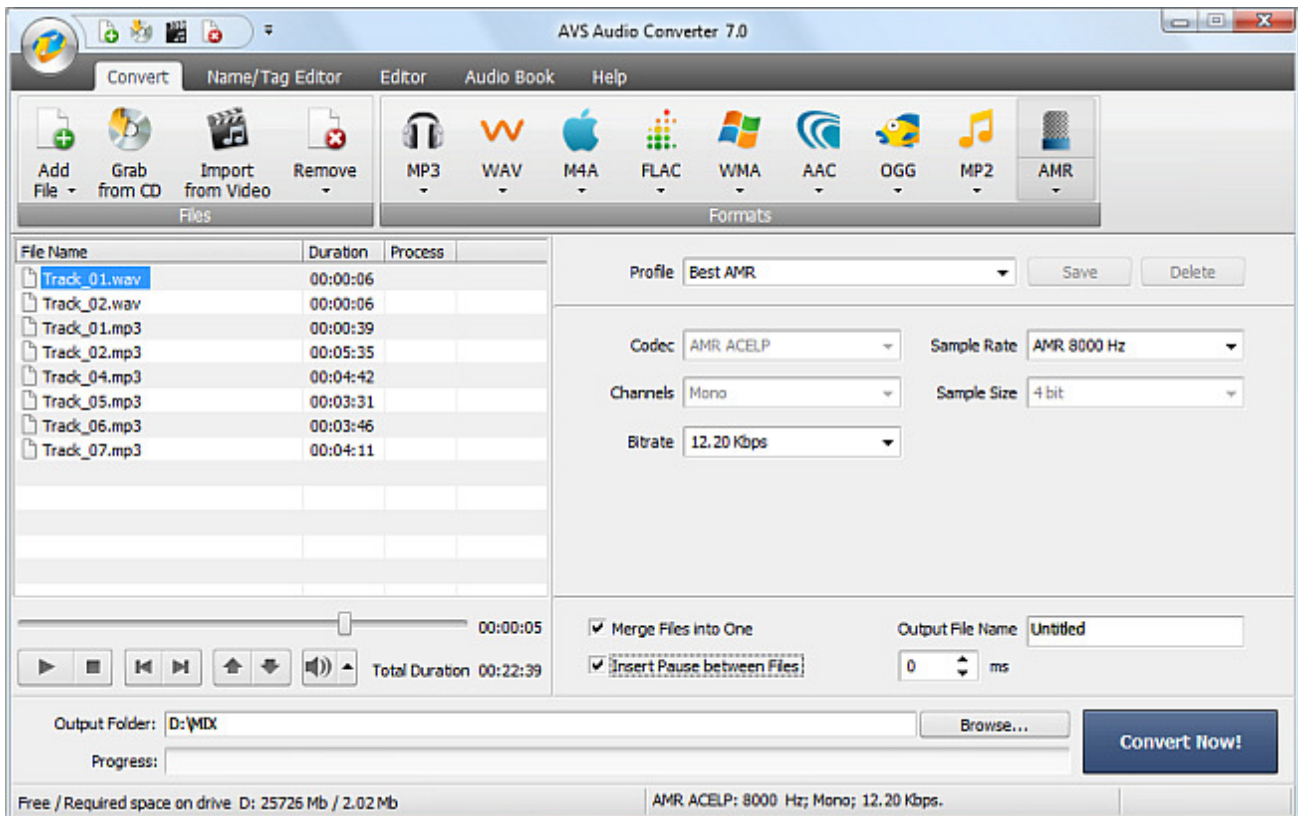 AVS Audio Converter 7.0
Convert Name/Tag Editor Editor Audio Book Help
Add File Grab from CD Import from Video Remove MP3 WAV M4A FLAC WMA AAC OGG MP2 AMR
Files Formats
File Name Duration Process
Track_01.wav 00:00:06
Track_02.wav 00:00:06
Track_01.mp3 00:00:39
Track_02.mp3 00:05:35
Track_04.mp3 00:04:42
Track_05.mp3 00:03:31
Track_06.mp3 00:03:46
Track_07.mp3 00:04:11
00:00:05
Total Duration 00:22:39
Profile Best AMR Save Delete
Codec AMR ACELP Sample Rate AMR 8000 Hz
Channels Mono Sample Size 4 bit
Bitrate 12.20 Kbps
Merge Files into One Output File Name Untitled
Insert Pause between Files 0 ms
Output Folder: D:\MIX Browse...
Progress:
Convert Now!
Free / Required space on drive D: 25726 Mb / 2.02 Mb AMR ACELP: 8000 Hz; Mono; 12.20 Kbps.